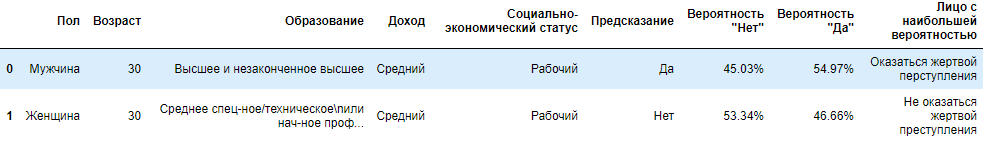 Пол Возраст Образование Доход Социально-экономический статус Предсказание Вероятность "Нет" Вероятность "Да" Лицо с наибольшей вероятностью
0 Мужчина 30 Высшее и незаконченное высшее Средний Рабочий Да 45.03% 54.97% Оказаться жертвой перступления
1 Женщина 30 Среднее спец-ное/техническое\nили нач-ное проф... Средний Рабочий Нет 53.34% 46.66% Не оказаться жертвой преступления